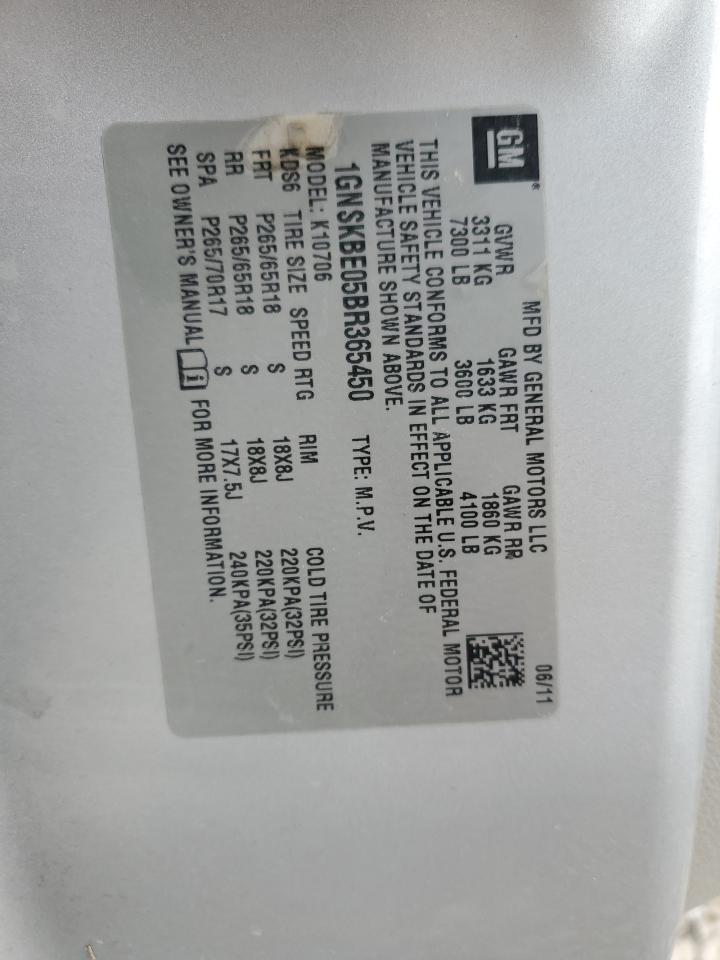 GM
MFD BY GENERAL MOTORS LLC 06/11
GVWR GAWR FRT GAWR RR
3311 KG 1633 KG 1860 KG
7300 LB 3600 LB 4100 LB
THIS VEHICLE CONFORMS TO ALL APPLICABLE U.S. FEDERAL MOTOR
VEHICLE SAFETY STANDARDS IN EFFECT ON THE DATE OF
MANUFACTURE SHOWN ABOVE.
1GNSKBE05BR365450 TYPE: M.P.V.
MODEL: K10706
KDS6 TIRE SIZE SPEED RTG RIM COLD TIRE PRESSURE
FRT P265/65R18 S 18X8J 220KPA(32PSI)
RR P265/65R18 S 18X8J 220KPA(32PSI)
SPA P265/70R17 S 17X7.5J 240KPA(35PSI)
SEE OWNER'S MANUAL i FOR MORE INFORMATION.